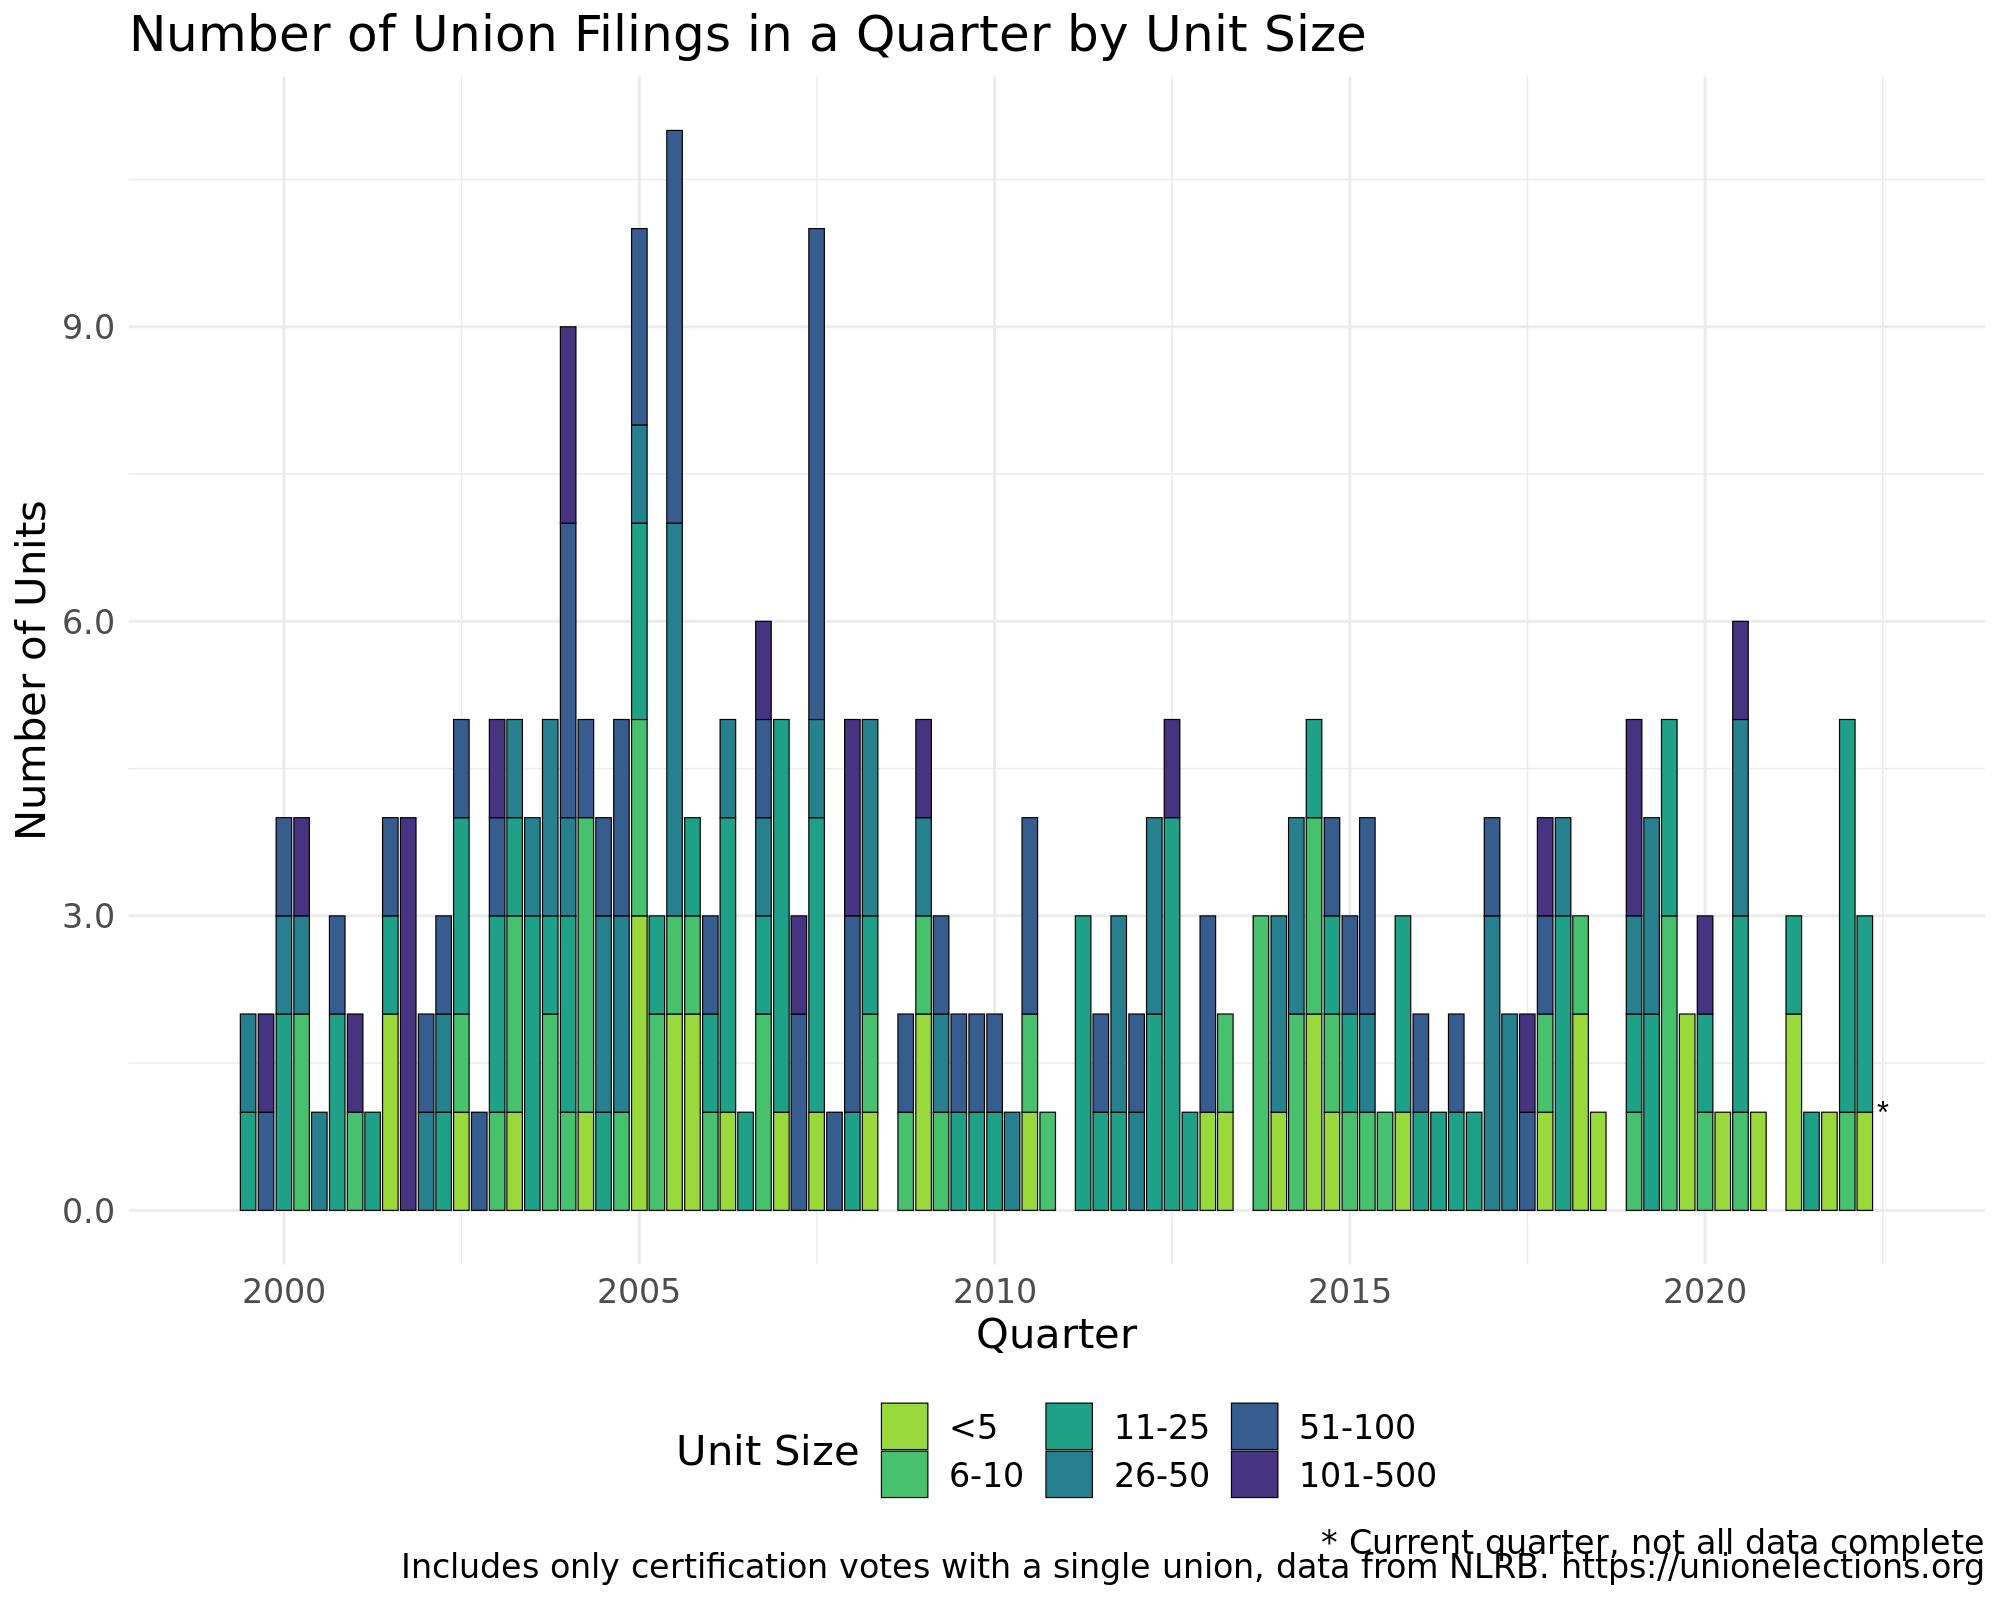 Number of Union Filings in a Quarter by Unit Size
Number of Units
9.0
6.0
3.0
0.0
*
2000 2005 2010 2015 2020
Quarter
Unit Size
<5 11-25 51-100
6-10 26-50 101-500
* Current quarter, not all data complete
Includes only certification votes with a single union, data from NLRB. https://unionelections.org